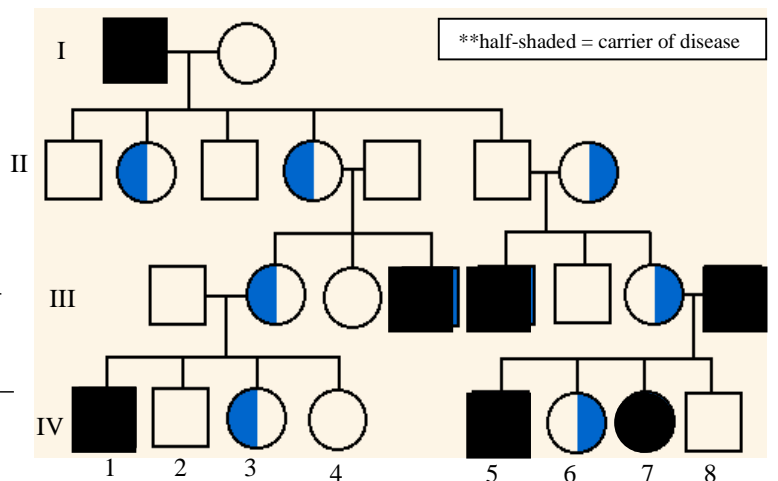 I
**half-shaded = carrier of disease
II
III
IV
1 2 3 4 5 6 7 8